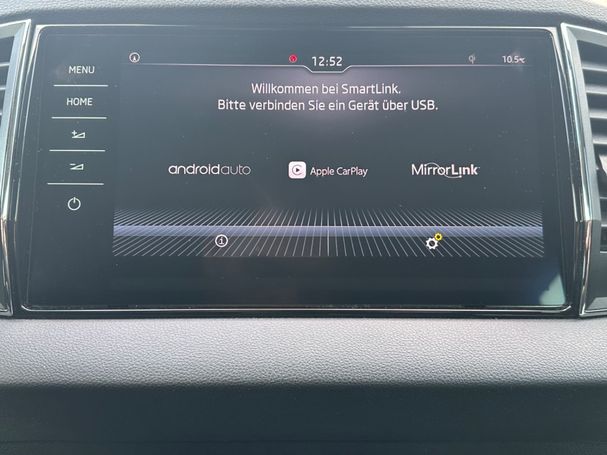 MENU
HOME
12:52
10.5°C
Willkommen bei SmartLink.
Bitte verbinden Sie ein Gerät über USB.
androidauto
Apple CarPlay
MirrorLink™